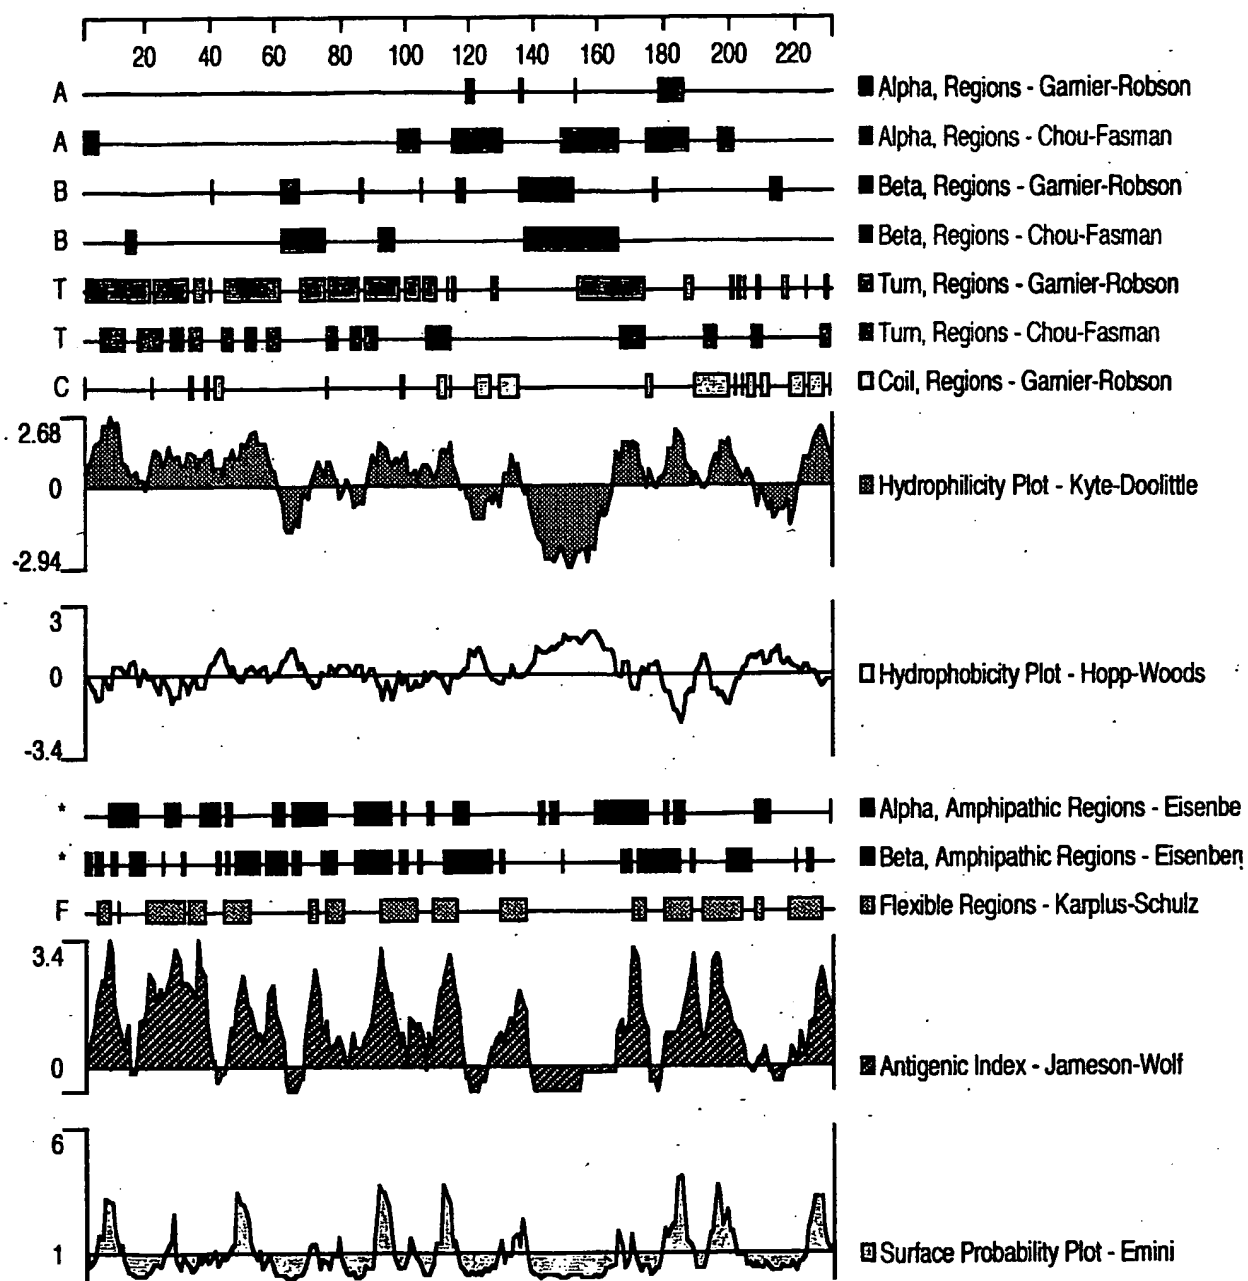 20 40 60 80 100 120 140 160 180 200 220
A Alpha, Regions - Garnier-Robson
A Alpha, Regions - Chou-Fasman
B Beta, Regions - Garnier-Robson
B Beta, Regions - Chou-Fasman
T Turn, Regions - Garnier-Robson
T Turn, Regions - Chou-Fasman
C Coil, Regions - Garnier-Robson
2.68
0 Hydrophilicity Plot - Kyte-Doolittle
-2.94
3
0 Hydrophobicity Plot - Hopp-Woods
-3.4
* Alpha, Amphipathic Regions - Eisenbe
* Beta, Amphipathic Regions - Eisenberg
F Flexible Regions - Karplus-Schulz
3.4
0 Antigenic Index - Jameson-Wolf
6
1 Surface Probability Plot - Emini